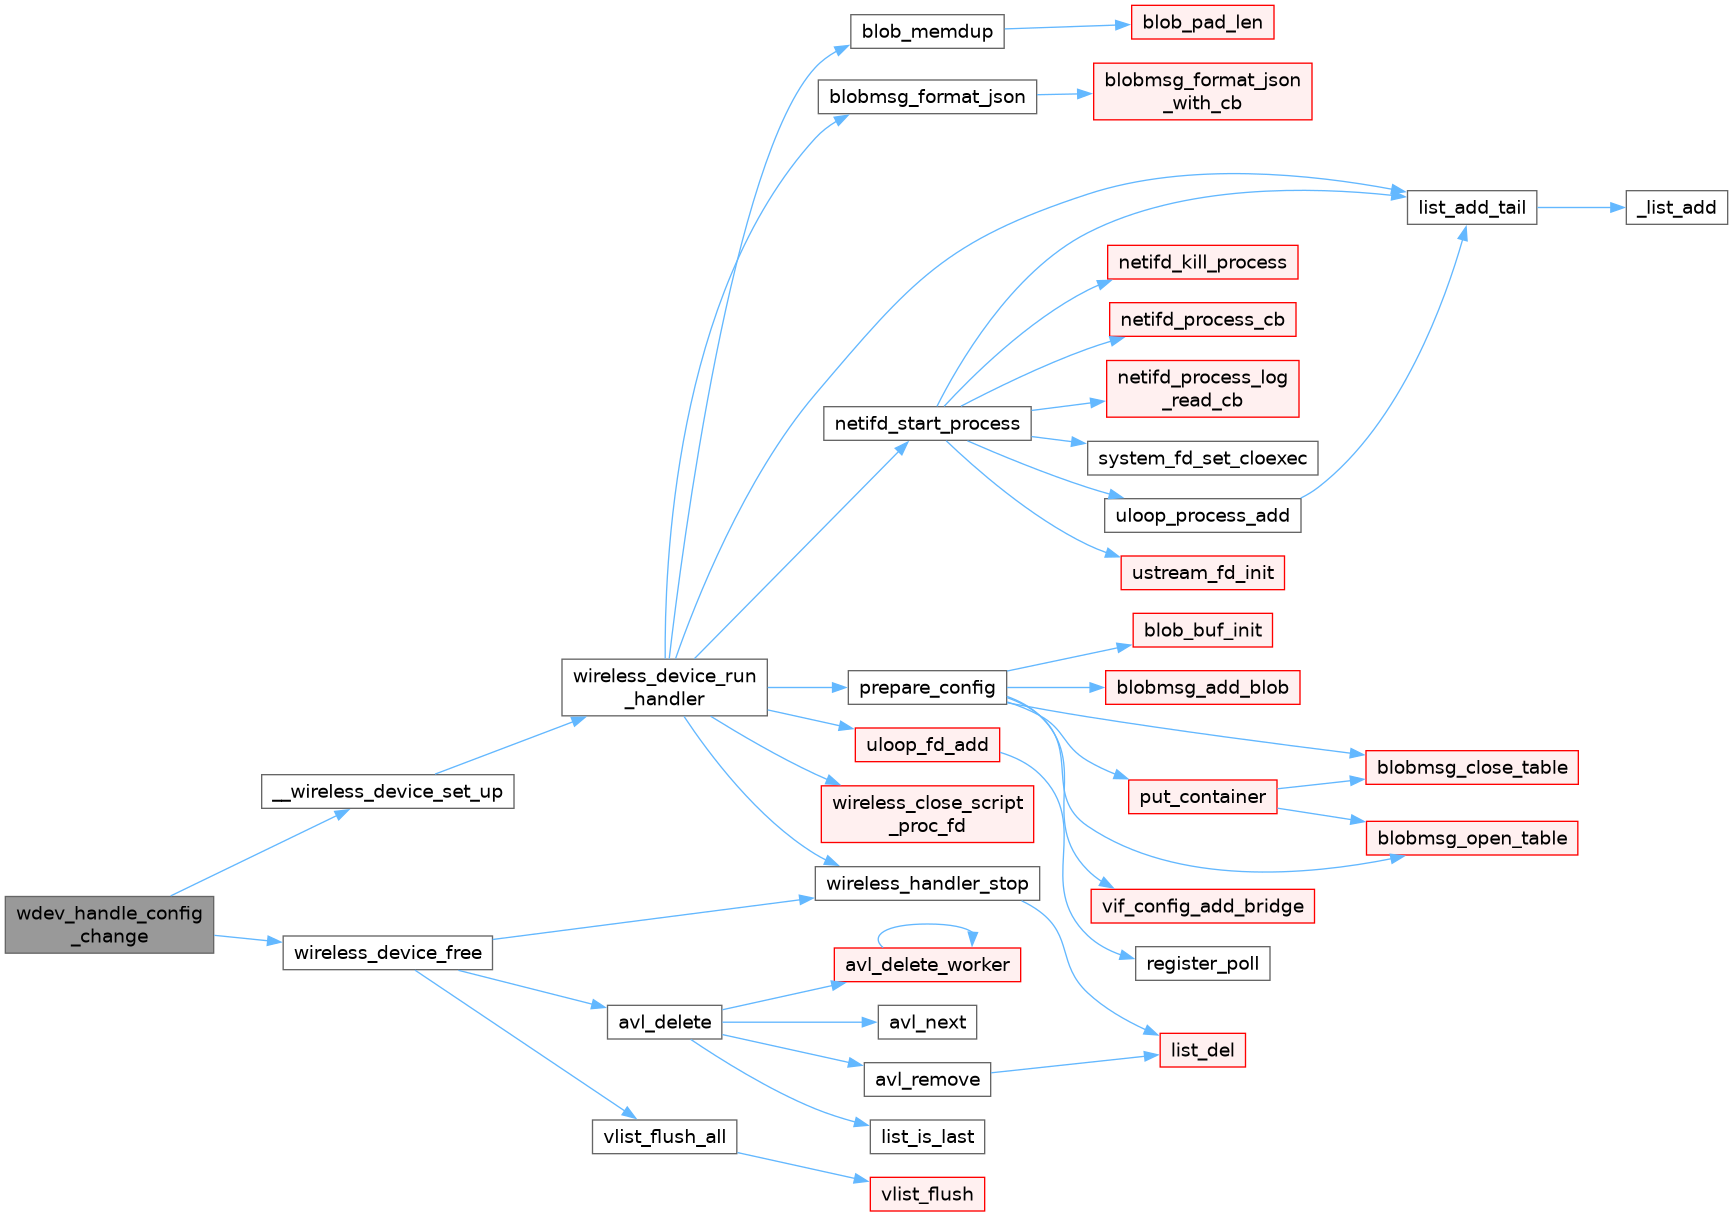 blob_memdup
blob_pad_len
blobmsg_format_json
blobmsg_format_json
_with_cb
list_add_tail
_list_add
netifd_kill_process
netifd_process_cb
netifd_process_log
_read_cb
netifd_start_process
system_fd_set_cloexec
uloop_process_add
ustream_fd_init
blob_buf_init
wireless_device_run
_handler
prepare_config
blobmsg_add_blob
uloop_fd_add
blobmsg_close_table
__wireless_device_set_up
put_container
wireless_close_script
_proc_fd
blobmsg_open_table
wireless_handler_stop
vif_config_add_bridge
wdev_handle_config
_change
wireless_device_free
avl_delete_worker
register_poll
avl_delete
avl_next
list_del
avl_remove
vlist_flush_all
list_is_last
vlist_flush